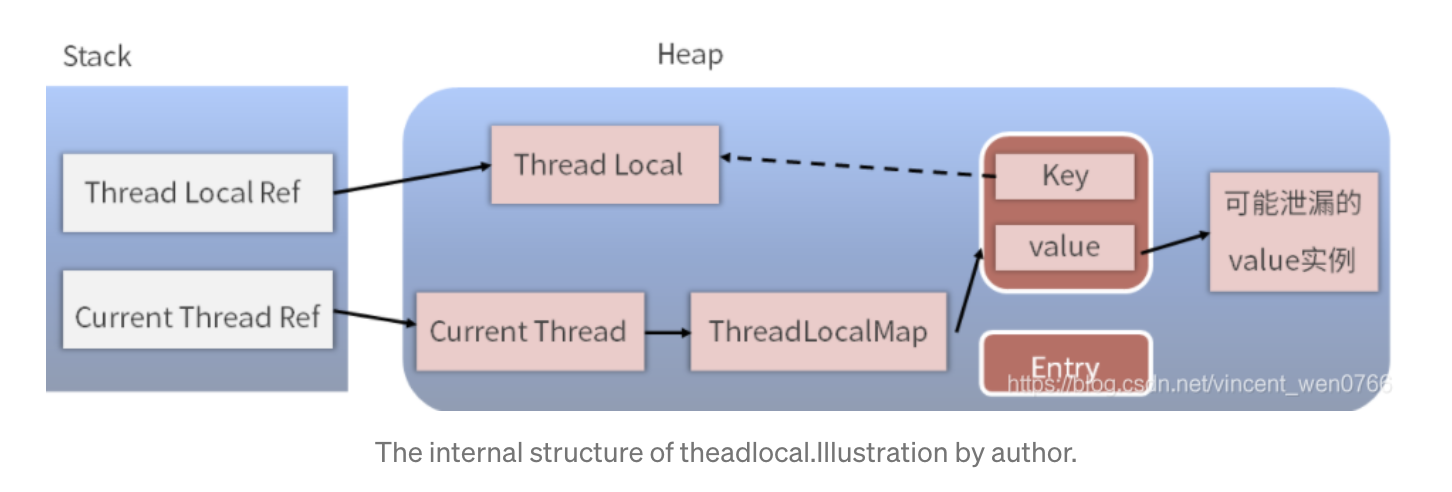 Stack
Heap
Thread Local Ref
Thread Local
Key
value
可能泄漏的
value实例
Current Thread Ref
Current Thread
ThreadLocalMap
Entry
https://blog.csdn.net/vincent_wen0766
The internal structure of theadlocal.Illustration by author.